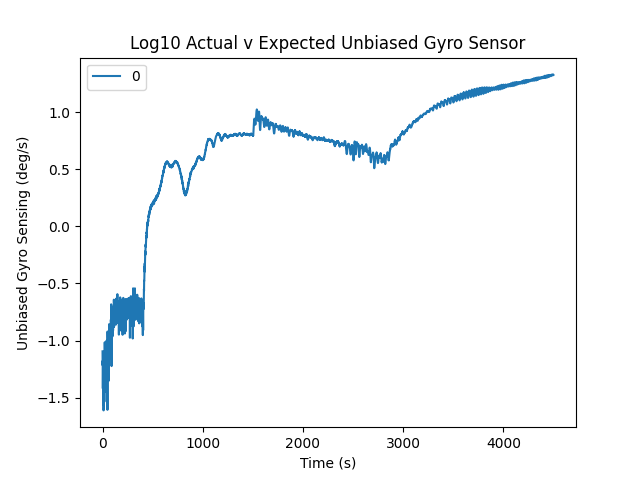 Log10 Actual v Expected Unbiased Gyro Sensor
0
Unbiased Gyro Sensing (deg/s)
1.0
0.5
0.0
−0.5
−1.0
−1.5
0 1000 2000 3000 4000
Time (s)